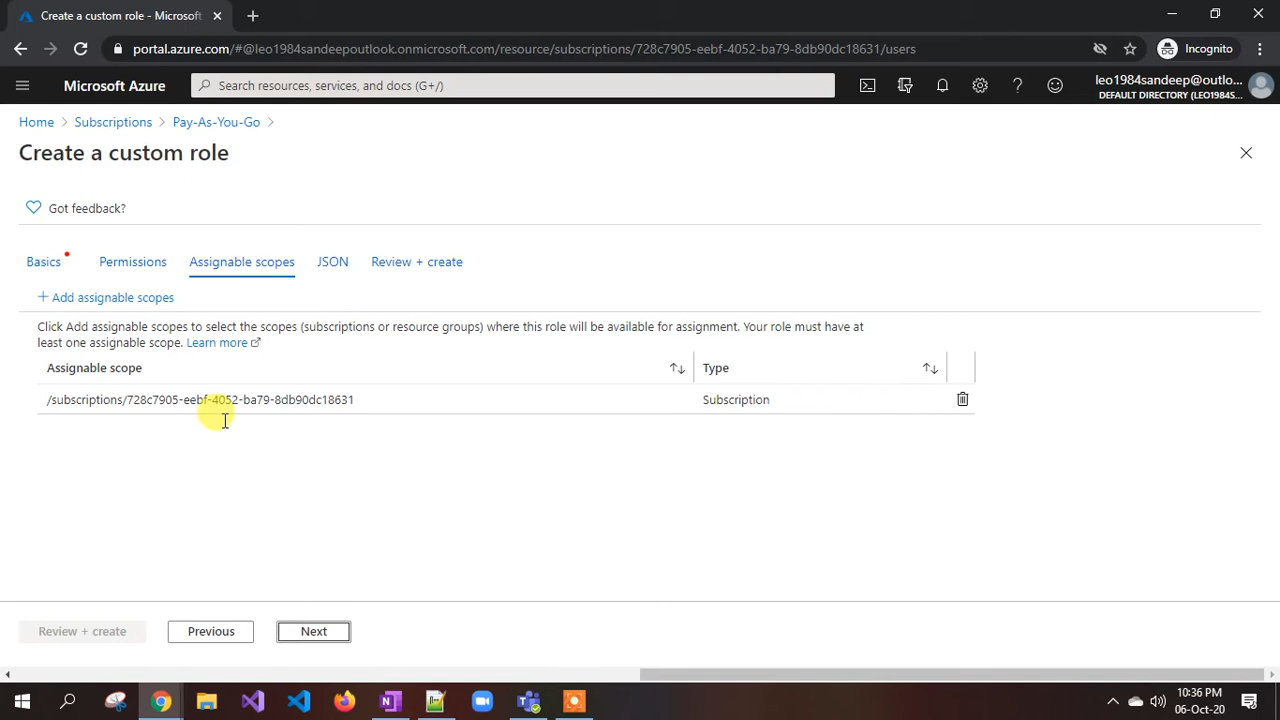 Create a custom role - Microsoft
portal.azure.com/#@leo1984sandeepoutlook.onmicrosoft.com/resource/subscriptions/728c7905-eebf-4052-ba79-8db90dc18631/users
Incognito
Microsoft Azure
Search resources, services, and docs (G+/)
leo1984sandeep@outlo...
DEFAULT DIRECTORY (LEO1984S...
Home > Subscriptions > Pay-As-You-Go >
Create a custom role
Got feedback?
Basics Permissions Assignable scopes JSON Review + create
+ Add assignable scopes
Click Add assignable scopes to select the scopes (subscriptions or resource groups) where this role will be available for assignment. Your role must have at
least one assignable scope. Learn more
Assignable scope Type
/subscriptions/728c7905-eebf-4052-ba79-8db90dc18631 Subscription
Review + create Previous Next
10:36 PM
06-Oct-20